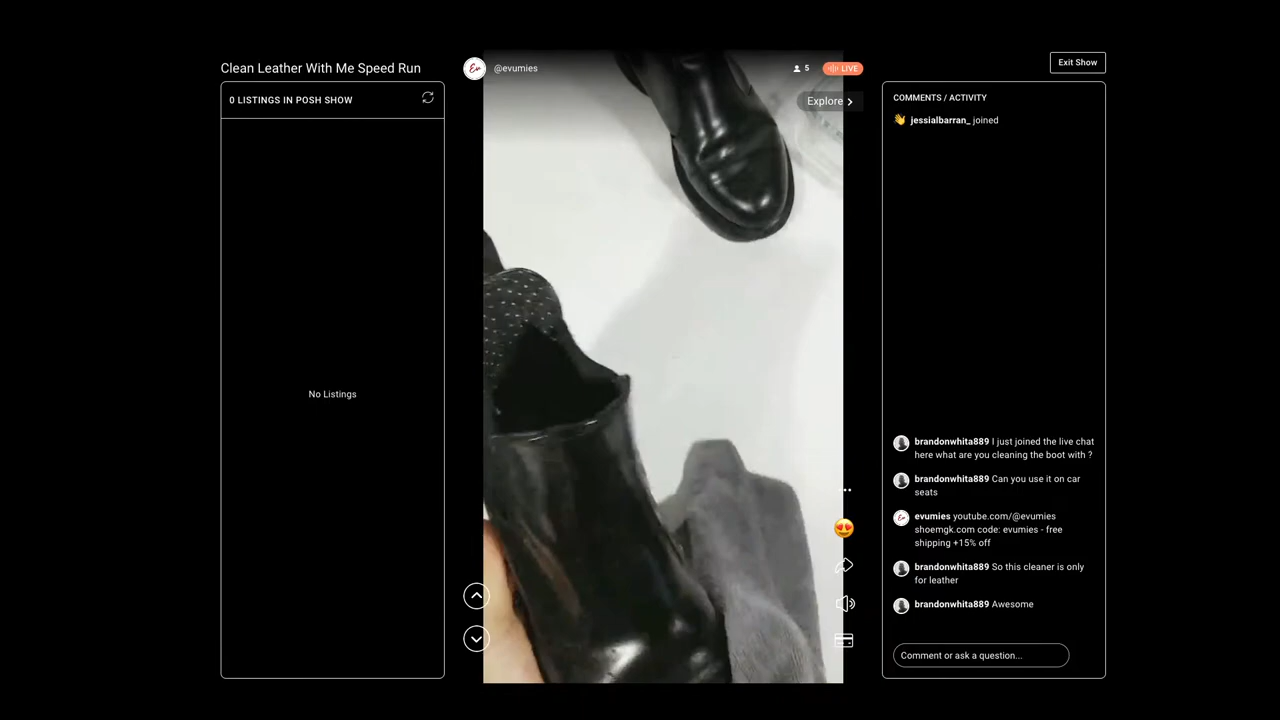 Clean Leather With Me Speed Run
0 LISTINGS IN POSH SHOW
No Listings
Ev
@evumies
5
LIVE
Explore
Exit Show
COMMENTS / ACTIVITY
👋 jessialbarran_ joined
brandonwhita889 I just joined the live chat
here what are you cleaning the boot with ?
brandonwhita889 Can you use it on car
seats
Ev
evumies youtube.com/@evumies
shoemgk.com code: evumies - free
shipping +15% off
brandonwhita889 So this cleaner is only
for leather
brandonwhita889 Awesome
Comment or ask a question...